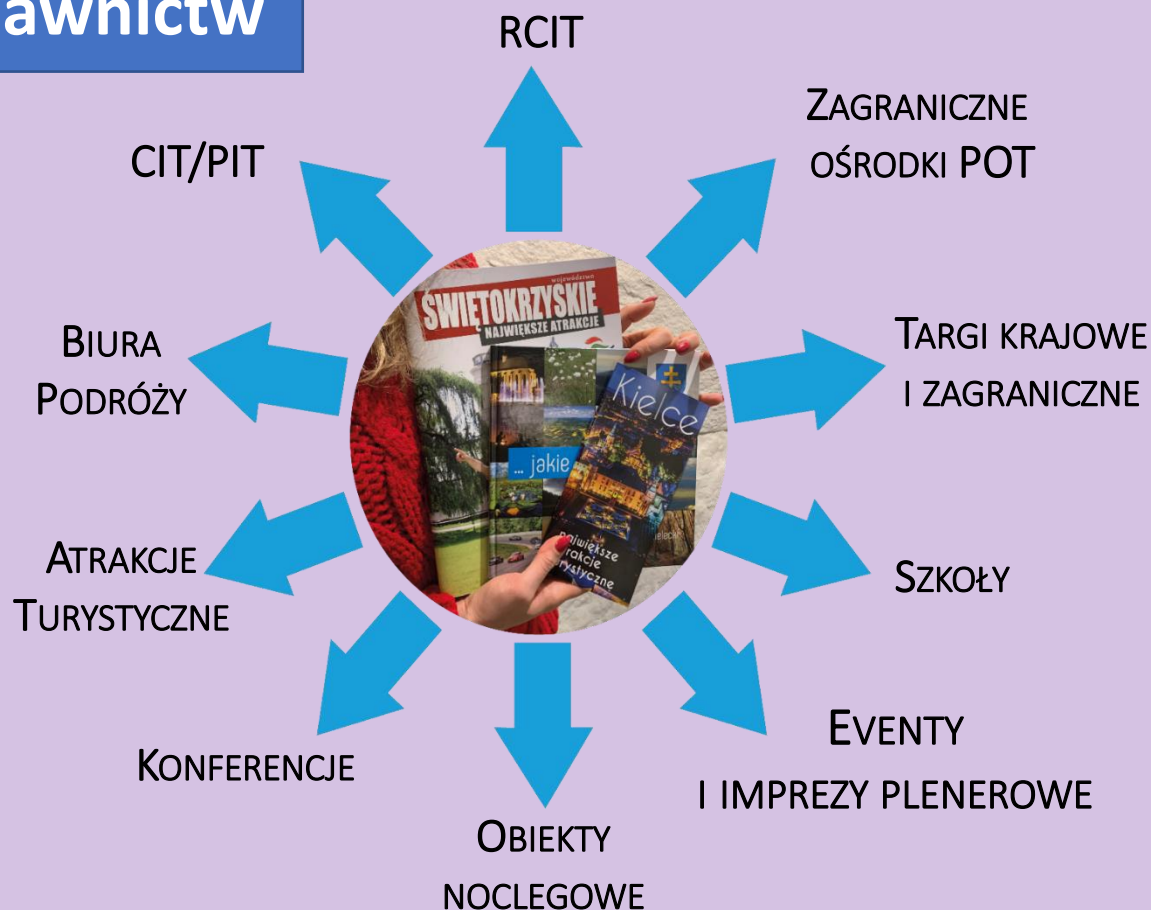 awnictw
RCIT
ZAGRANICZNE
OŚRODKI POT
CIT/PIT
TARGI KRAJOWE
I ZAGRANICZNE
BIURA
PODRÓŻY
województwo
ŚWIĘTOKRZYSKIE
NAJWIĘKSZE ATRAKCJE
Kielce
... jakie
największe
atrakcje
turystyczne
SZKOŁY
ATRAKCJE
TURYSTYCZNE
EVENTY
I IMPREZY PLENEROWE
KONFERENCJE
OBIEKTY
NOCLEGOWE